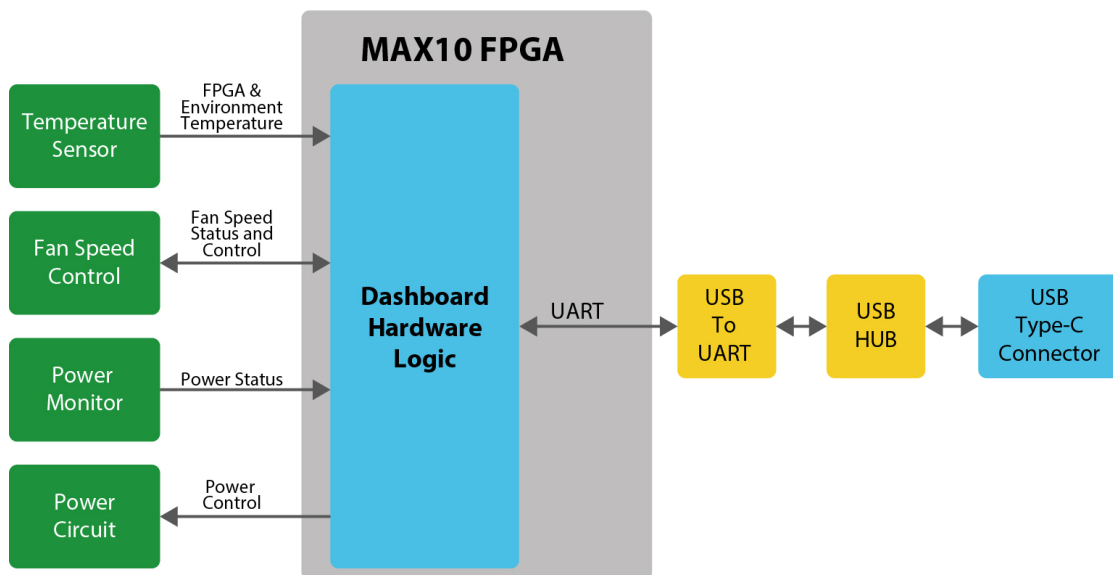 MAX10 FPGA
Temperature
Sensor
FPGA &
Environment
Temperature
Fan Speed
Control
Fan Speed
Status and
Control
Power
Monitor
Power Status
Power
Circuit
Power
Control
Dashboard
Hardware
Logic
UART
USB
To
UART
USB
HUB
USB
Type-C
Connector